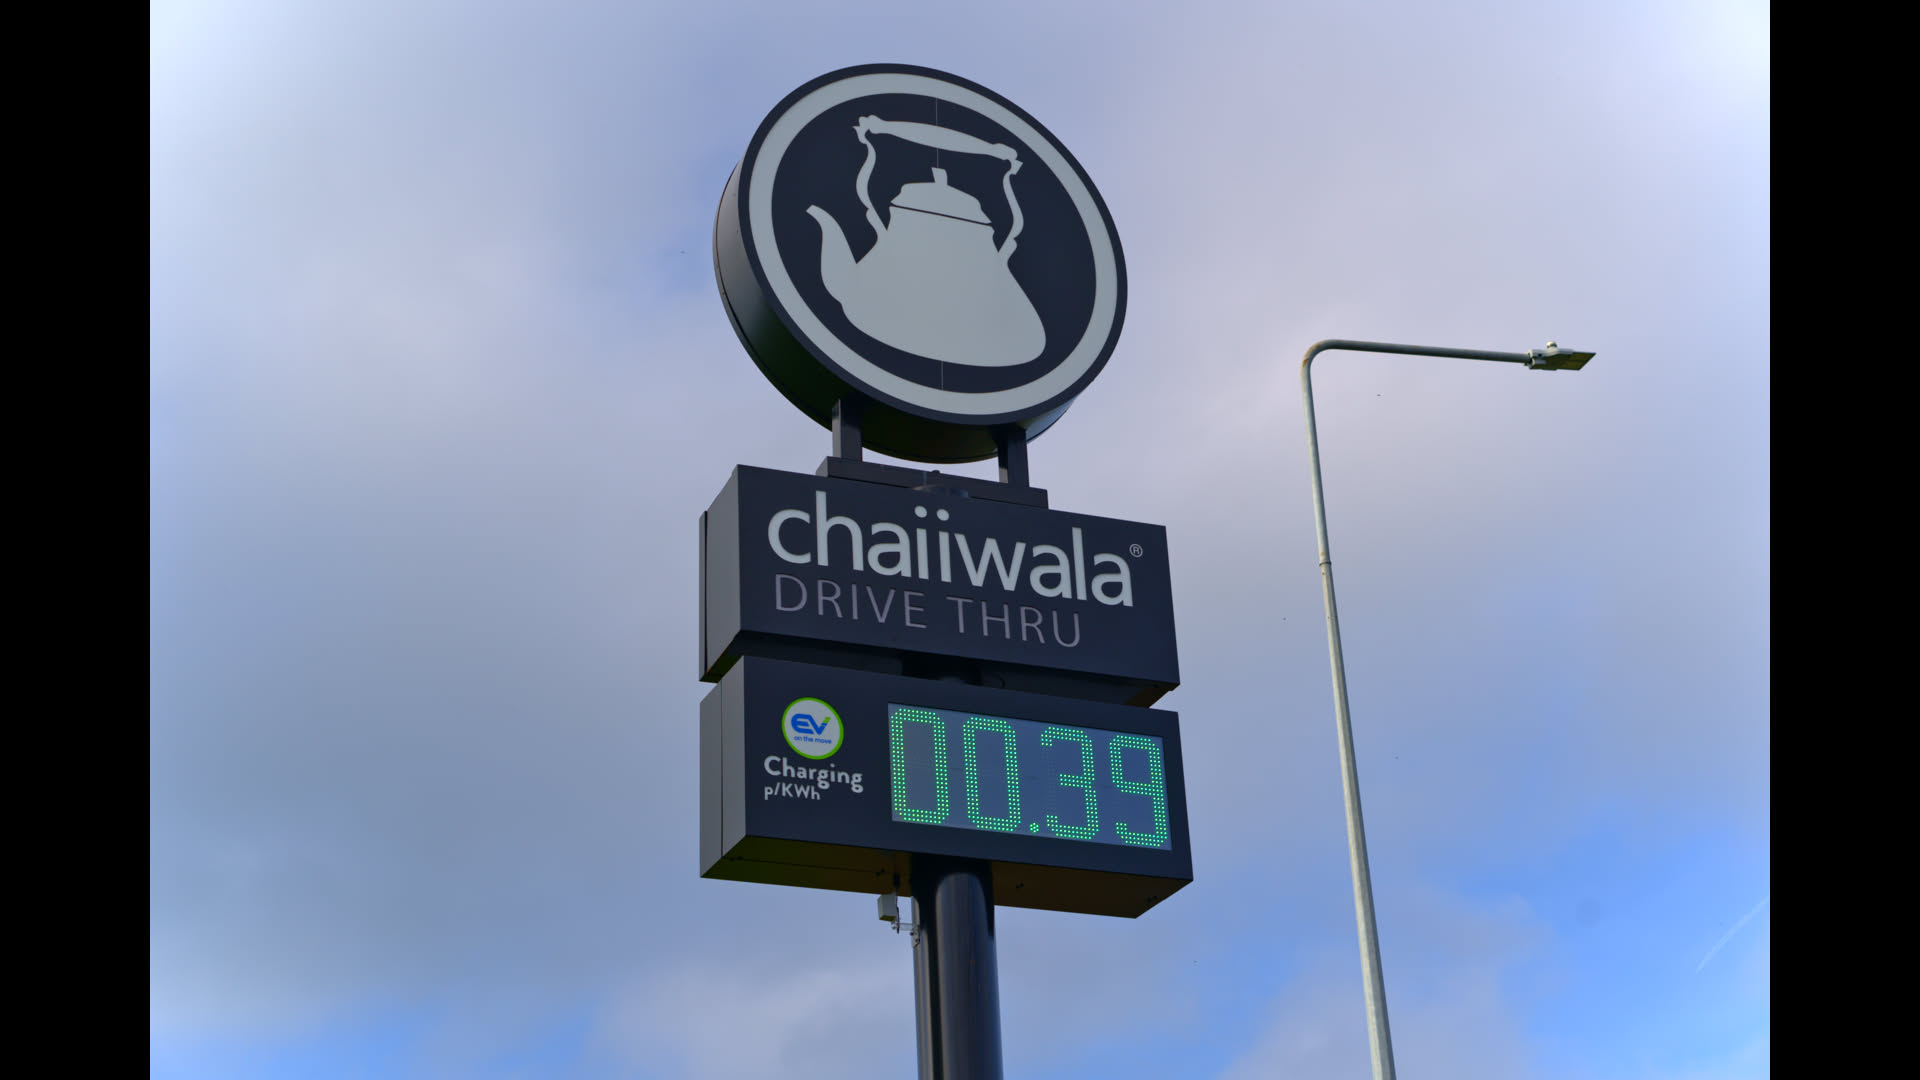 chaiiwala®
DRIVE THRU
EV
on the move
Charging
p/KWh
00.39